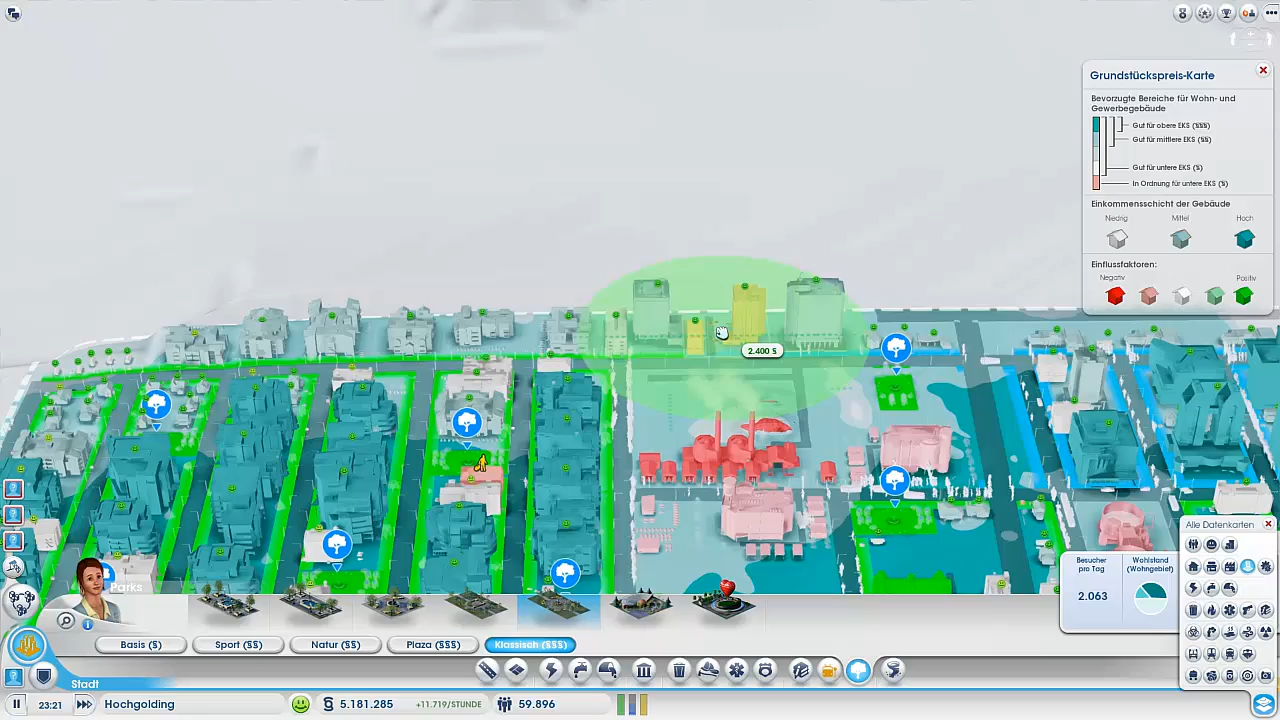 Grundstückspreis-Karte
Bevorzugte Bereiche für Wohn- und
Gewerbegebäude
Gut für obere EKS (§§§)
Gut für mittlere EKS (§§)
Gut für untere EKS (§)
In Ordnung für untere EKS (§)
Einkommensschicht der Gebäude
Niedrig Mittel Hoch
Einflussfaktoren:
Negativ Positiv
2.400 §
Alle Datenkarten
Besucher
pro Tag
2.063
Wohlstand
(Wohngebiet)
Parks
Basis (§) Sport (§§) Natur (§§) Plaza (§§§) Klassisch (§§§)
Stadt
23:21 Hochgolding 5.181.285 +11.719/STUNDE 59.896